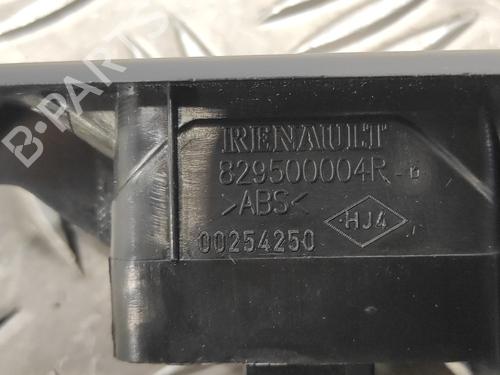 B-PARTS
RENAULT
829500004R-D
>ABS<
HJ4
00254250